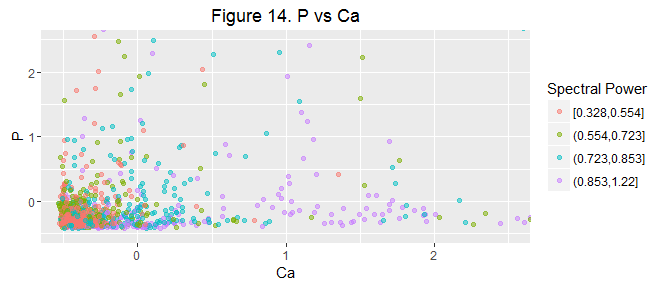 Figure 14. P vs Ca
P
2
1
0
0
1
2
Ca
Spectral Power
[0.328,0.554]
(0.554,0.723]
(0.723,0.853]
(0.853,1.22]